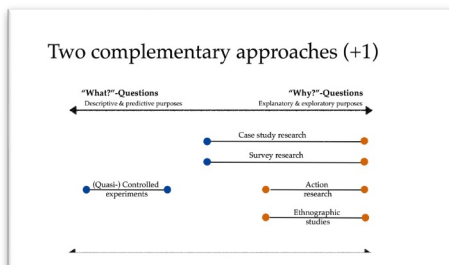 Two complementary approaches (+1)
"What?"-Questions
Descriptive & predictive purposes
"Why?"-Questions
Explanatory & exploratory purposes
Case study research
Survey research
(Quasi-) Controlled
experiments
Action
research
Ethnographic
studies